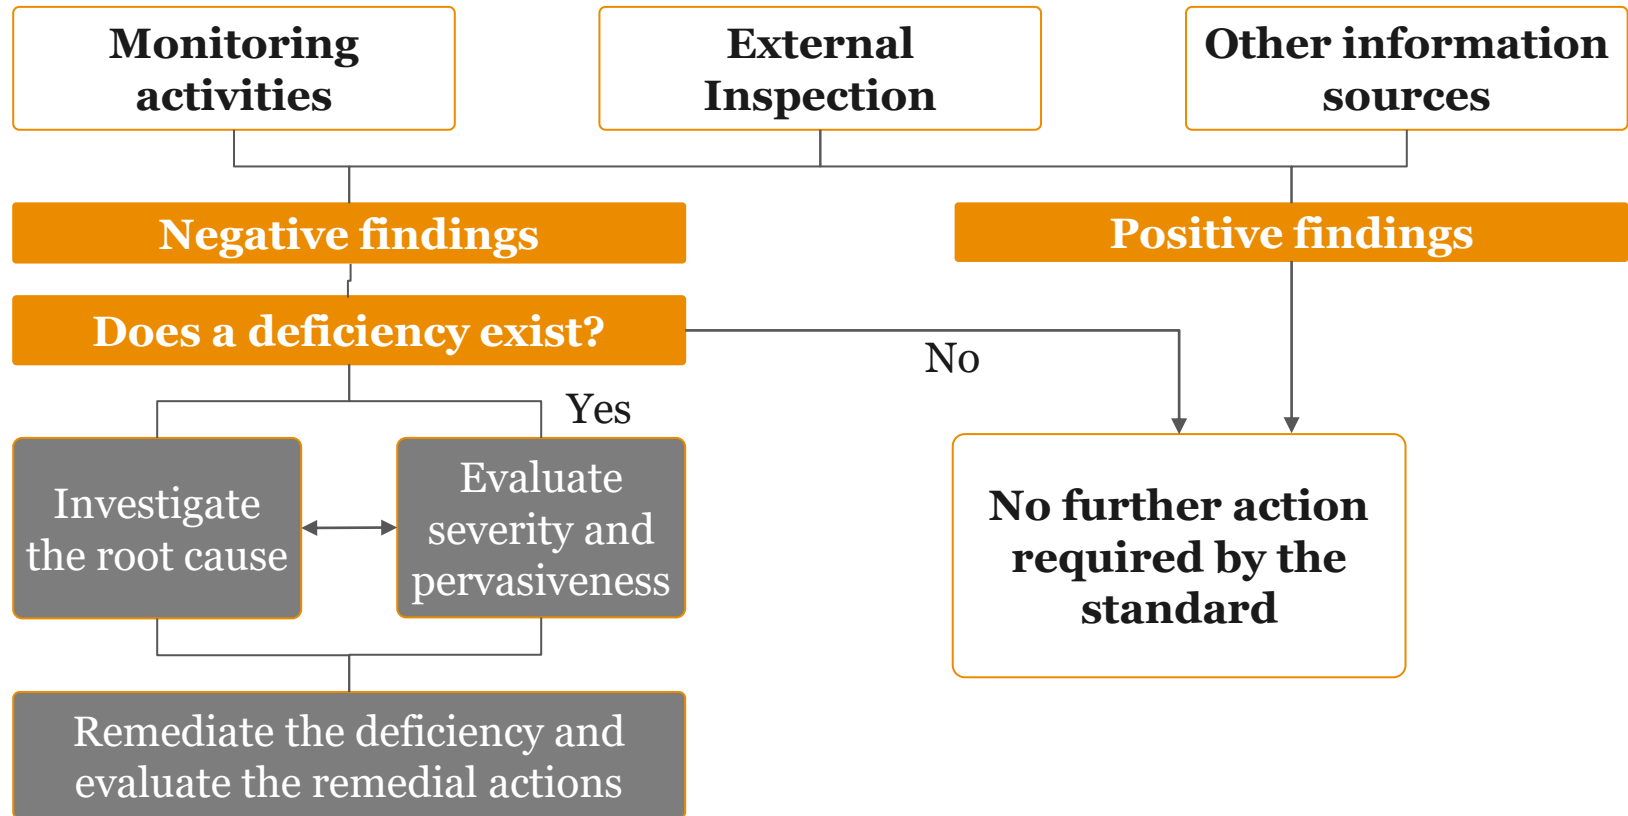 Monitoring
activities
External
Inspection
Other information
sources
Negative findings
Positive findings
Does a deficiency exist?
No
Yes
Investigate
the root cause
Evaluate
severity and
pervasiveness
No further action
required by the
standard
Remediate the deficiency and
evaluate the remedial actions